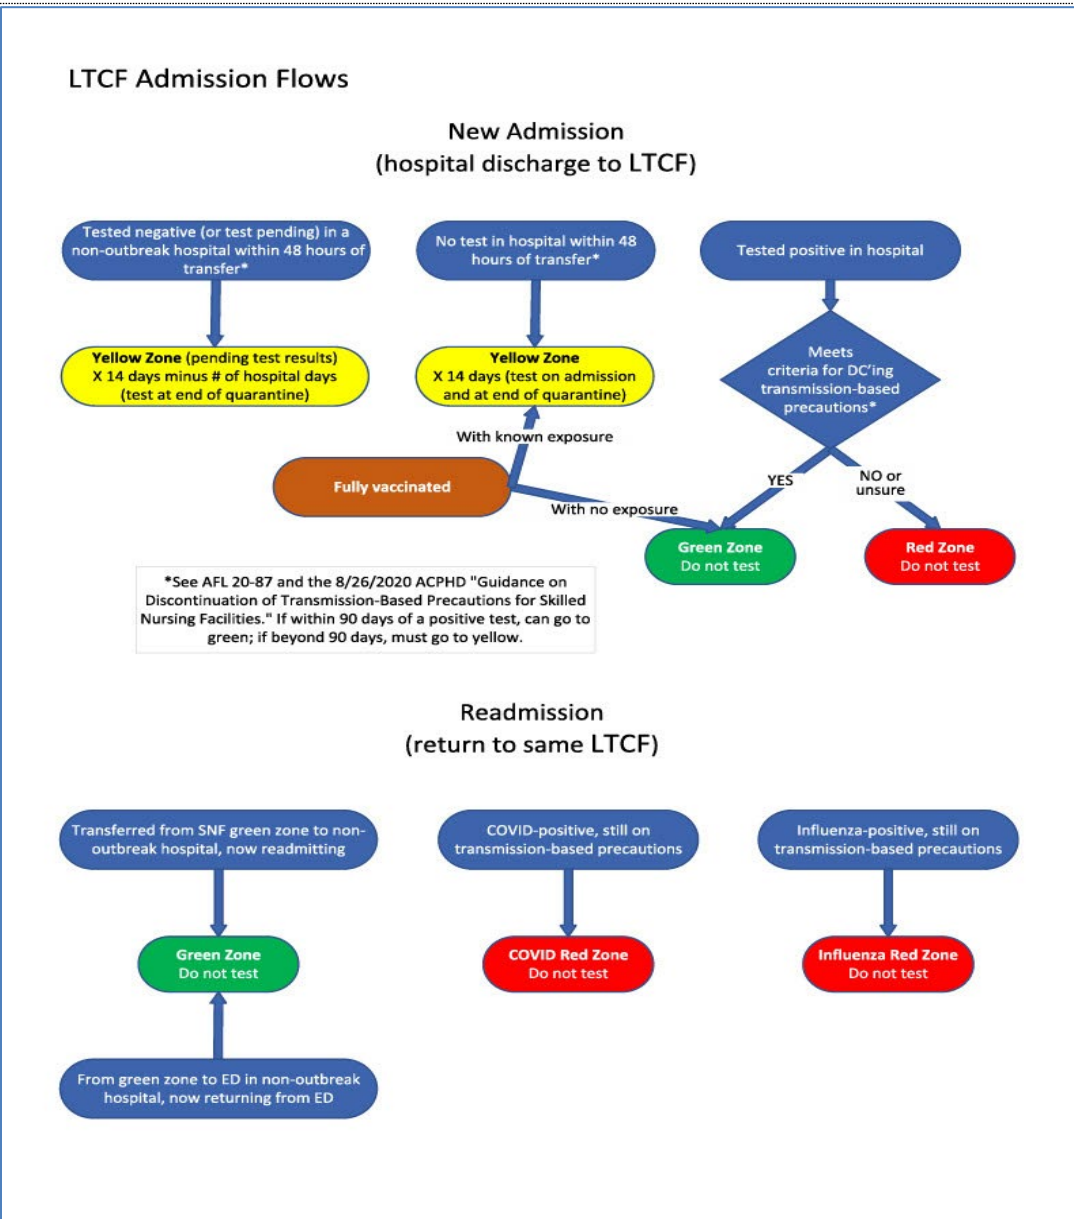 LTCF Admission Flows
New Admission
(hospital discharge to LTCF)
Tested negative (or test pending) in a
non-outbreak hospital within 48 hours of
transfer*
No test in hospital within 48
hours of transfer*
Tested positive in hospital
Yellow Zone (pending test results)
X 14 days minus # of hospital days
(test at end of quarantine)
Yellow Zone
X 14 days (test on admission
and at end of quarantine)
Meets
criteria for DC'ing
transmission-based
precautions*
With known exposure
Fully vaccinated
With no exposure
YES
NO or
unsure
Green Zone
Do not test
Red Zone
Do not test
*See AFL 20-87 and the 8/26/2020 ACPHD "Guidance on
Discontinuation of Transmission-Based Precautions for Skilled
Nursing Facilities." If within 90 days of a positive test, can go to
green; if beyond 90 days, must go to yellow.
Readmission
(return to same LTCF)
Transferred from SNF green zone to non-
outbreak hospital, now readmitting
COVID-positive, still on
transmission-based precautions
Influenza-positive, still on
transmission-based precautions
Green Zone
Do not test
COVID Red Zone
Do not test
Influenza Red Zone
Do not test
From green zone to ED in non-outbreak
hospital, now returning from ED